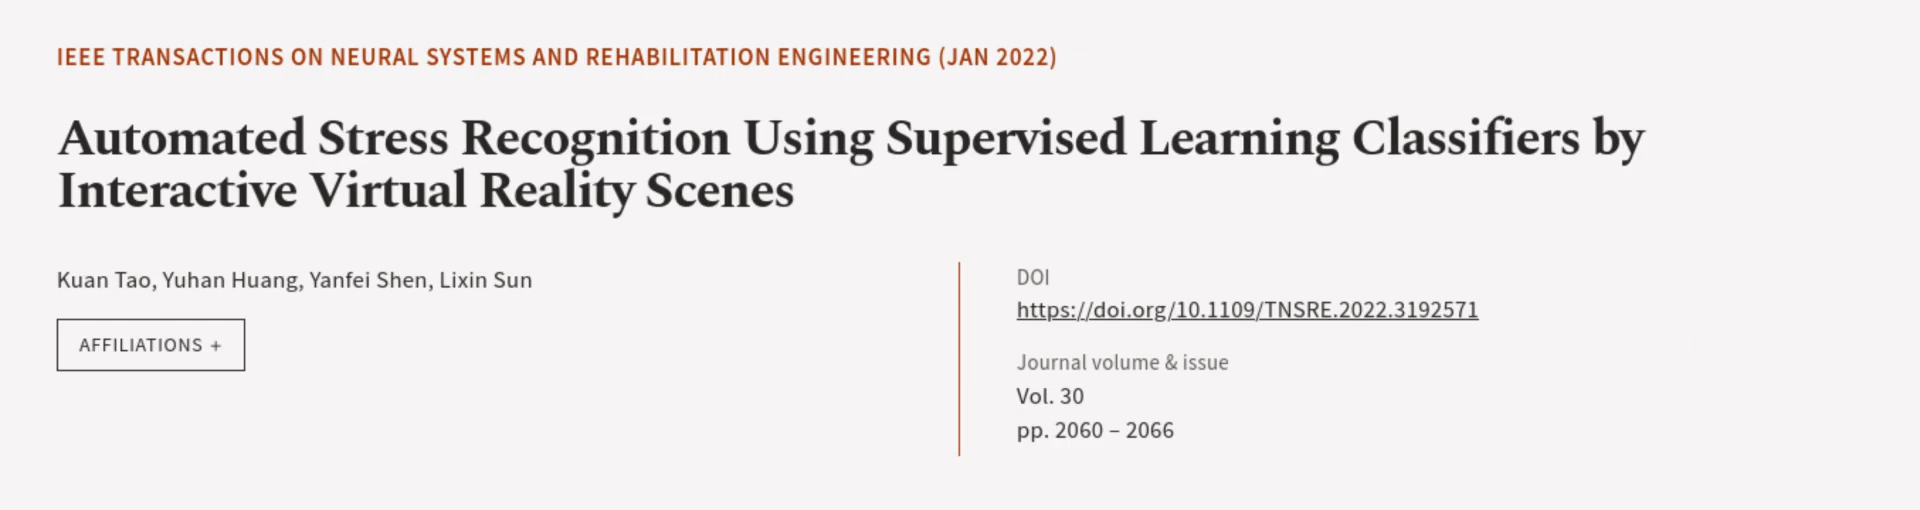 IEEE TRANSACTIONS ON NEURAL SYSTEMS AND REHABILITATION ENGINEERING (JAN 2022)
Automated Stress Recognition Using Supervised Learning Classifiers by
Interactive Virtual Reality Scenes
Kuan Tao, Yuhan Huang, Yanfei Shen, Lixin Sun
AFFILIATIONS +
DOI
https://doi.org/10.1109/TNSRE.2022.3192571
Journal volume & issue
Vol. 30
pp. 2060 – 2066